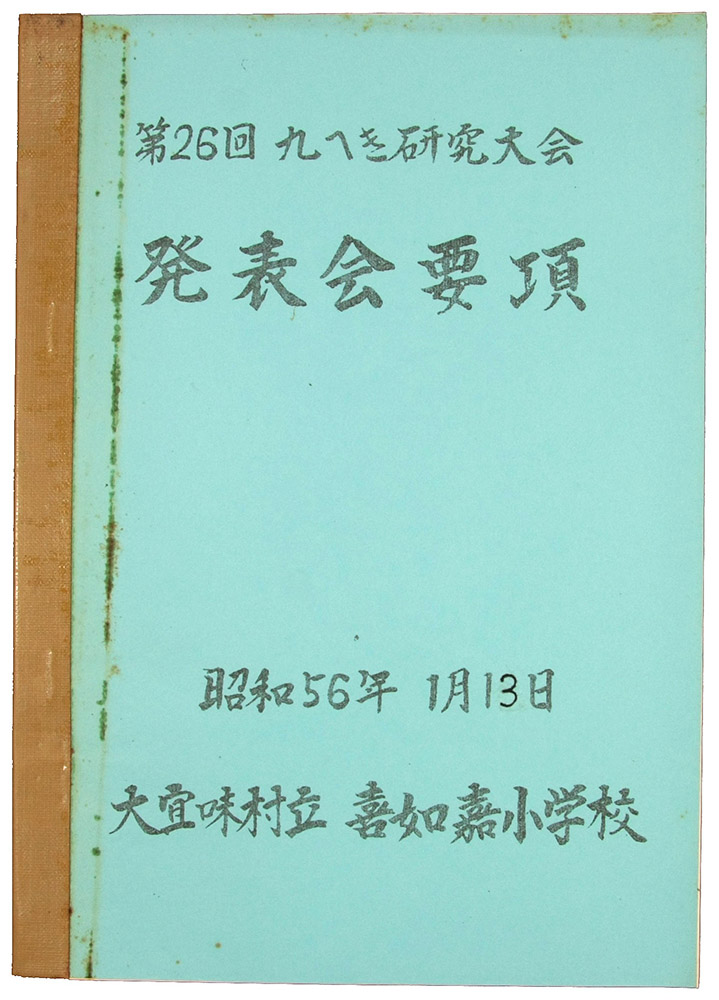 第26回 九へき研究大会
発表会要項
昭和56年 1月13日
大宜味村立 喜如嘉小学校